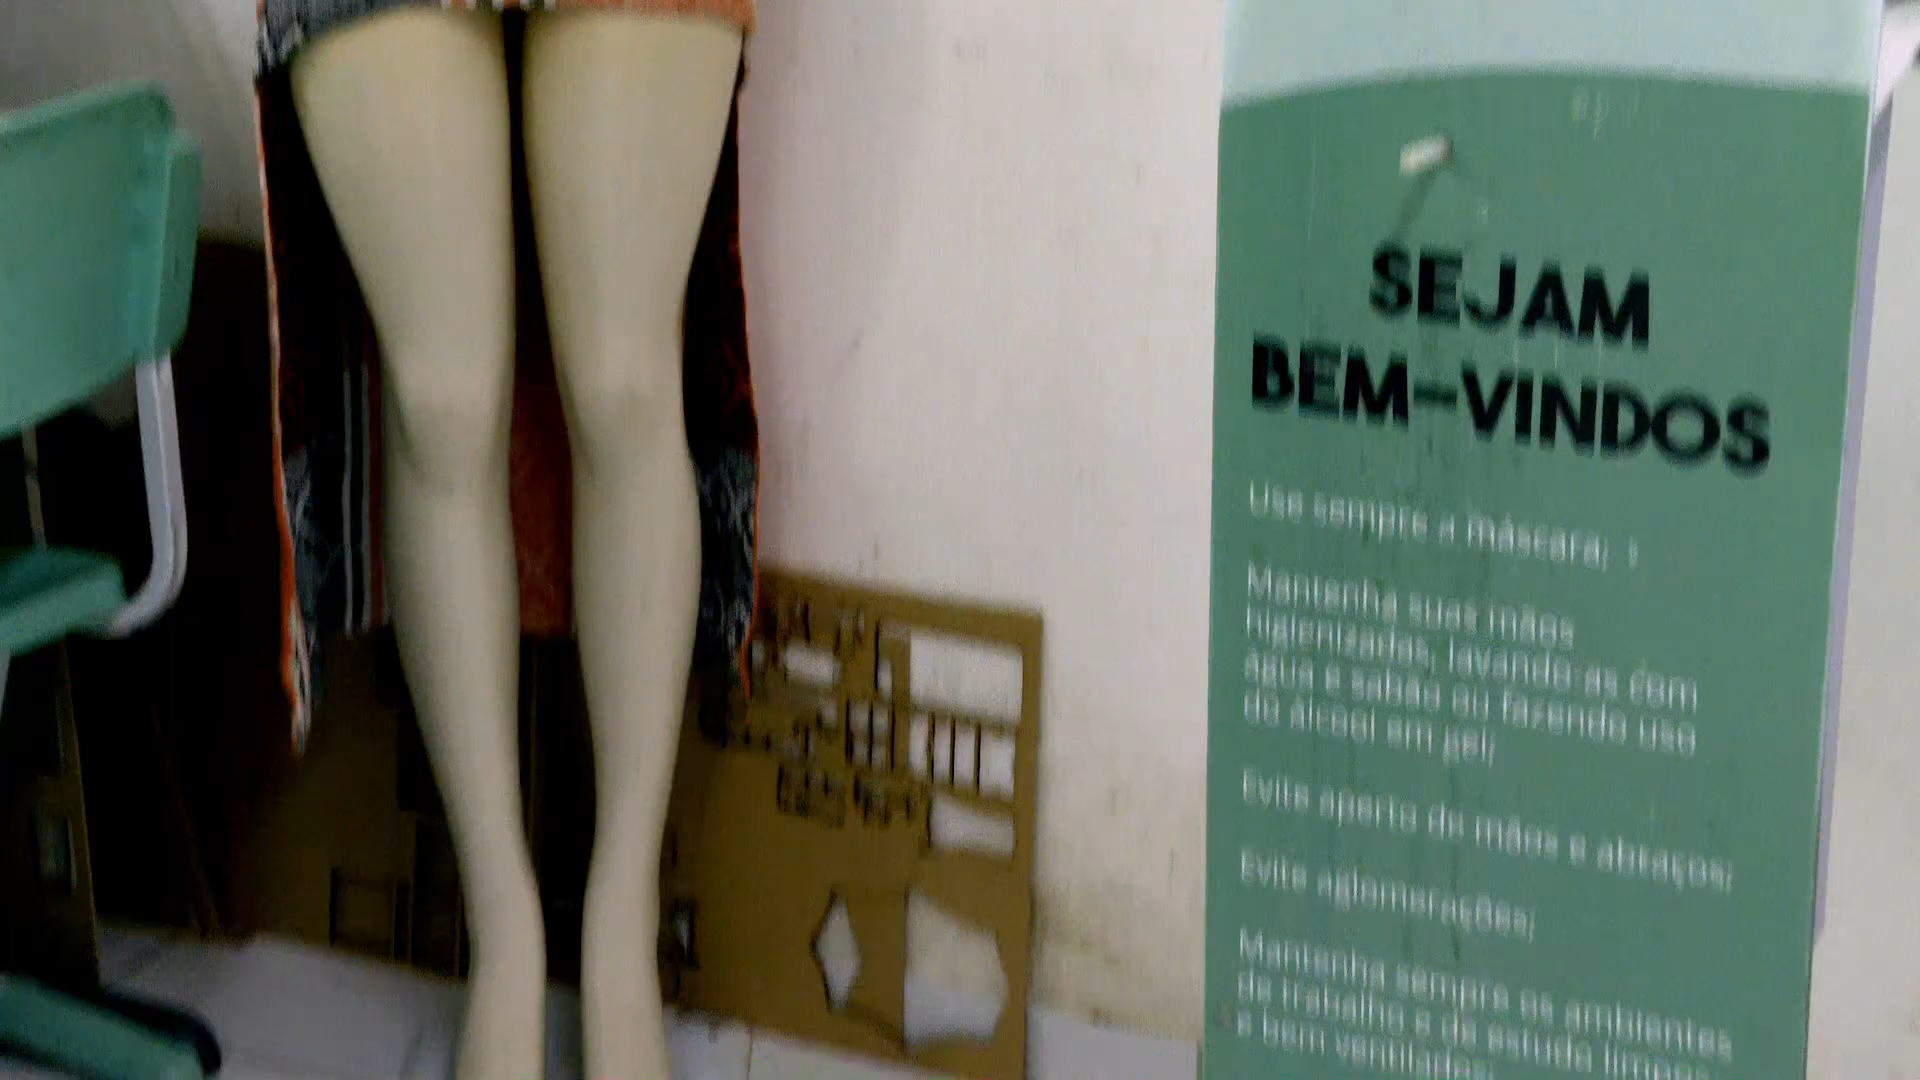 SEJAM
BEM-VINDOS
Use sempre a máscara;
Mantenha suas mãos
higienizadas, lavando as com
água e sabão ou fazendo uso
do álcool em gel;
Evite aperto de mãos e abraços;
Evite aglomerações;
Mantenha sempre os ambientes
de trabalho e de estudo limpos
e bem ventilados;